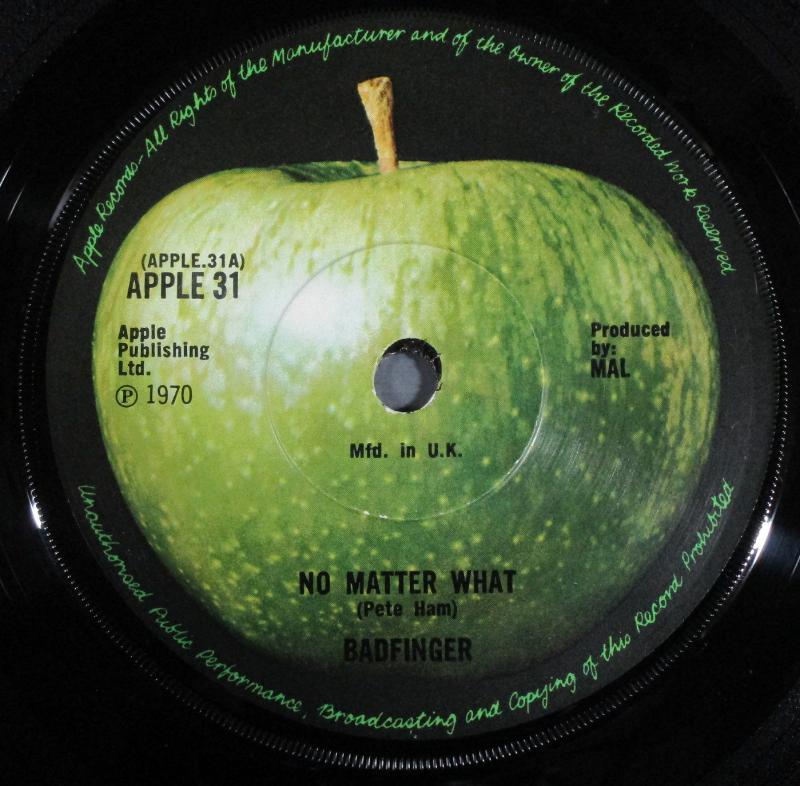 Apple Records-All Rights of the Manufacturer and of the Owner of the Recorded Work Reserved
(APPLE.31A)
APPLE 31
Apple
Publishing
Ltd.
Ⓟ 1970
Produced
by:
MAL
Mfd. in U.K.
NO MATTER WHAT
(Pete Ham)
BADFINGER
Unauthorised Public Performance, Broadcasting and Copying of this Record Prohibited